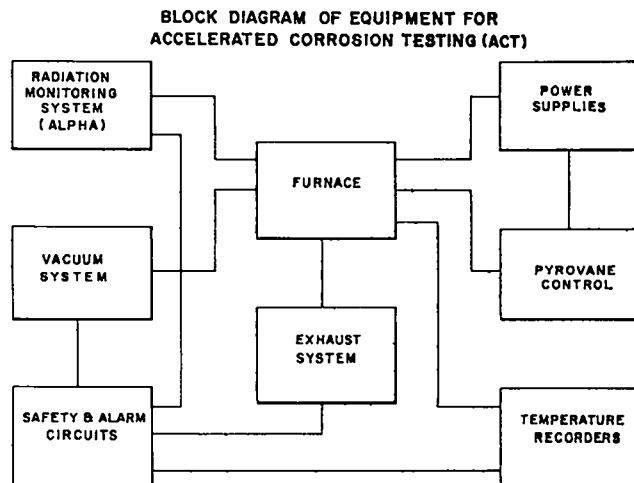 BLOCK DIAGRAM OF EQUIPMENT FOR
ACCELERATED CORROSION TESTING (ACT)
RADIATION
MONITORING
SYSTEM
(ALPHA)
POWER
SUPPLIES
FURNACE
VACUUM
SYSTEM
PYROVANE
CONTROL
EXHAUST
SYSTEM
SAFETY & ALARM
CIRCUITS
TEMPERATURE
RECORDERS